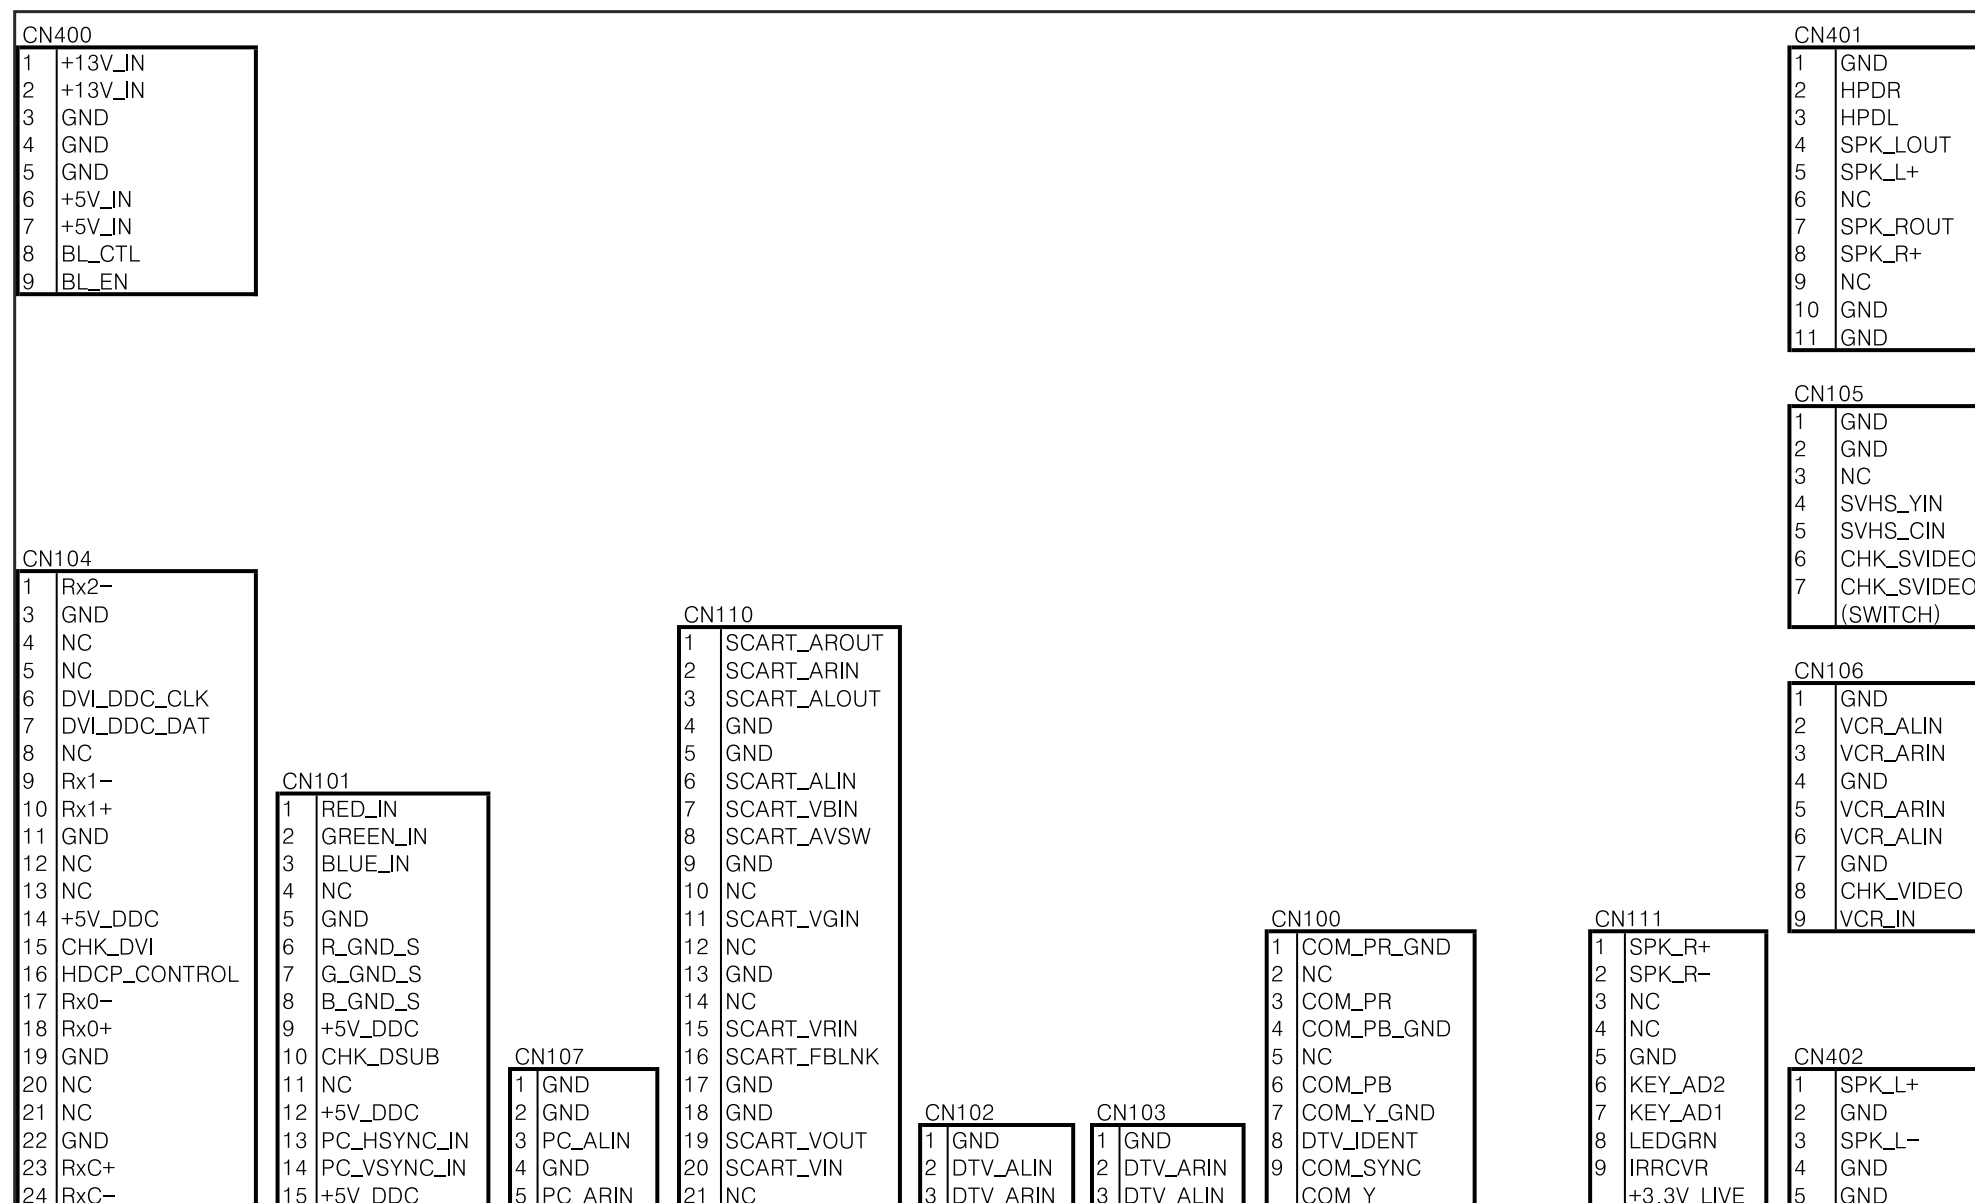 CN400
1 +13V_IN
2 +13V_IN
3 GND
4 GND
5 GND
6 +5V_IN
7 +5V_IN
8 BL_CTL
9 BL_EN
CN104
1 Rx2-
3 GND
4 NC
5 NC
6 DVI_DDC_CLK
7 DVI_DDC_DAT
8 NC
9 Rx1-
10 Rx1+
11 GND
12 NC
13 NC
14 +5V_DDC
15 CHK_DVI
16 HDCP_CONTROL
17 Rx0-
18 Rx0+
19 GND
20 NC
21 NC
22 GND
23 RxC+
24 RxC-
CN101
1 RED_IN
2 GREEN_IN
3 BLUE_IN
4 NC
5 GND
6 R_GND_S
7 G_GND_S
8 B_GND_S
9 +5V_DDC
10 CHK_DSUB
11 NC
12 +5V_DDC
13 PC_HSYNC_IN
14 PC_VSYNC_IN
15 +5V_DDC
CN107
1 GND
2 GND
3 PC_ALIN
4 GND
5 PC_ARIN
CN110
1 SCART_AROUT
2 SCART_ARIN
3 SCART_ALOUT
4 GND
5 GND
6 SCART_ALIN
7 SCART_VBIN
8 SCART_AVSW
9 GND
10 NC
11 SCART_VGIN
12 NC
13 GND
14 NC
15 SCART_VRIN
16 SCART_FBLNK
17 GND
18 GND
19 SCART_VOUT
20 SCART_VIN
21 NC
CN102
1 GND
2 DTV_ALIN
3 DTV_ARIN
CN103
1 GND
2 DTV_ARIN
3 DTV_ALIN
CN100
1 COM_PR_GND
2 NC
3 COM_PR
4 COM_PB_GND
5 NC
6 COM_PB
7 COM_Y_GND
8 DTV_IDENT
9 COM_SYNC
COM_Y
CN111
1 SPK_R+
2 SPK_R-
3 NC
4 NC
5 GND
6 KEY_AD2
7 KEY_AD1
8 LEDGRN
9 IRRCVR
+3.3V_LIVE
CN401
1 GND
2 HPDR
3 HPDL
4 SPK_LOUT
5 SPK_L+
6 NC
7 SPK_ROUT
8 SPK_R+
9 NC
10 GND
11 GND
CN105
1 GND
2 GND
3 NC
4 SVHS_YIN
5 SVHS_CIN
6 CHK_SVIDEO
7 CHK_SVIDEO
(SWITCH)
CN106
1 GND
2 VCR_ALIN
3 VCR_ARIN
4 GND
5 VCR_ARIN
6 VCR_ALIN
7 GND
8 CHK_VIDEO
9 VCR_IN
CN402
1 SPK_L+
2 GND
3 SPK_L-
4 GND
5 GND